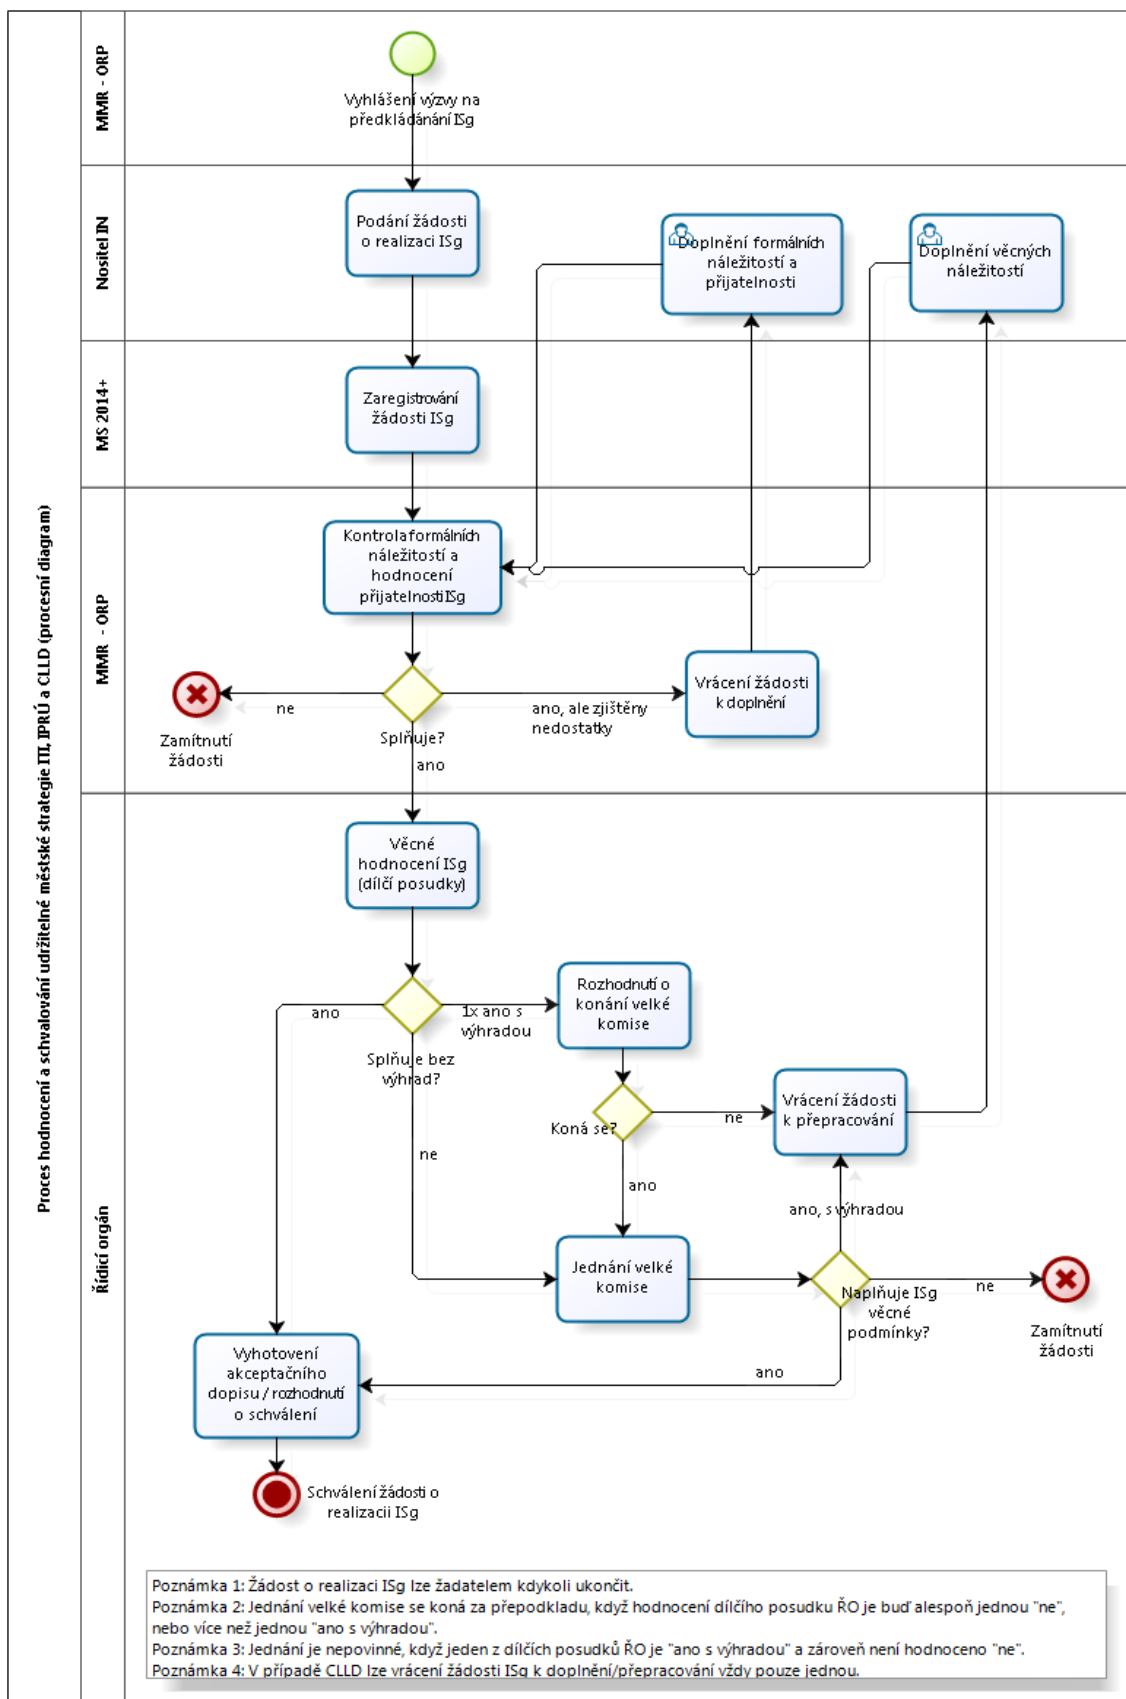 Proces hodnocení a schvalování udržitelné městské strategie ITI, IPRÚ a CLLD (procesní diagram)
MMR - ORP
Vyhlášení výzvy na
předkládánání ISg
Nositel IN
Podání žádosti
o realizaci ISg
Doplnění formálních
náležitostí a
přijatelnosti
Doplnění věcných
náležitostí
MS 2014+
Zaregistrování
žádosti ISg
MMR - ORP
Kontrola formálních
náležitostí a
hodnocení
přijatelnosti ISg
ne
Zamítnutí
žádosti
Splňuje?
ano, ale zjištěny
nedostatky
Vrácení žádosti
k doplnění
ano
Řídicí orgán
Věcné
hodnocení ISg
(dílčí posudky)
ano
Splňuje bez
výhrad?
1x ano s
výhradou
Rozhodnutí o
konání velké
komise
Koná se?
ne
Vrácení žádosti
k přepracování
ne
ano
ano, s výhradou
Jednání velké
komise
Naplňuje ISg
věcné
podmínky?
ne
Zamítnutí
žádosti
ano
Vyhotovení
akceptačního
dopisu / rozhodnutí
o schválení
Schválení žádosti o
realizacii ISg
Poznámka 1: Žádost o realizaci ISg lze žadatelem kdykoli ukončit.
Poznámka 2: Jednání velké komise se koná za přepodkladu, když hodnocení dílčího posudku ŘO je buď alespoň jednou "ne",
nebo více než jednou "ano s výhradou".
Poznámka 3: Jednání je nepovinné, když jeden z dílčích posudků ŘO je "ano s výhradou" a zároveň není hodnoceno "ne".
Poznámka 4: V případě CLLD lze vrácení žádosti ISg k doplnění/přepracování vždy pouze jednou.